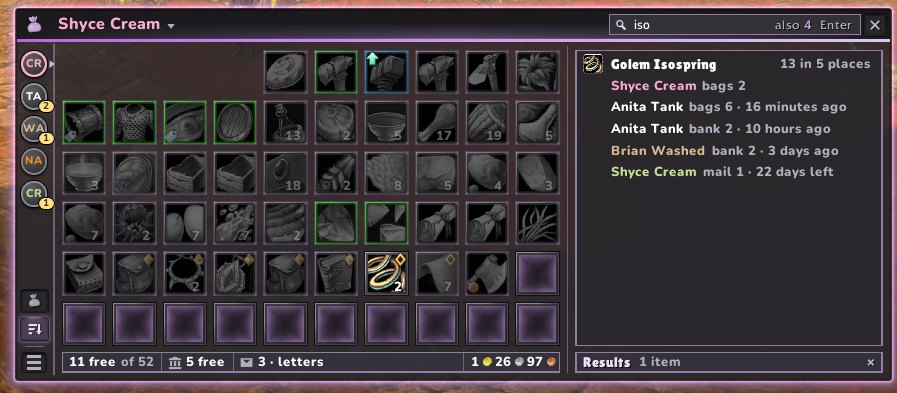 Shyce Cream
iso also 4 Enter
CR
TA 2
WA 1
NA
CR 1
13 2 5 17 19 5
3 18 2 8 5 4 3
7 2 7 7 2
2 2 7
11 free of 52 5 free 3 · letters 1 26 97
Golem Isospring 13 in 5 places
Shyce Cream bags 2
Anita Tank bags 6 · 16 minutes ago
Anita Tank bank 2 · 10 hours ago
Brian Washed bank 2 · 3 days ago
Shyce Cream mail 1 · 22 days left
Results 1 item